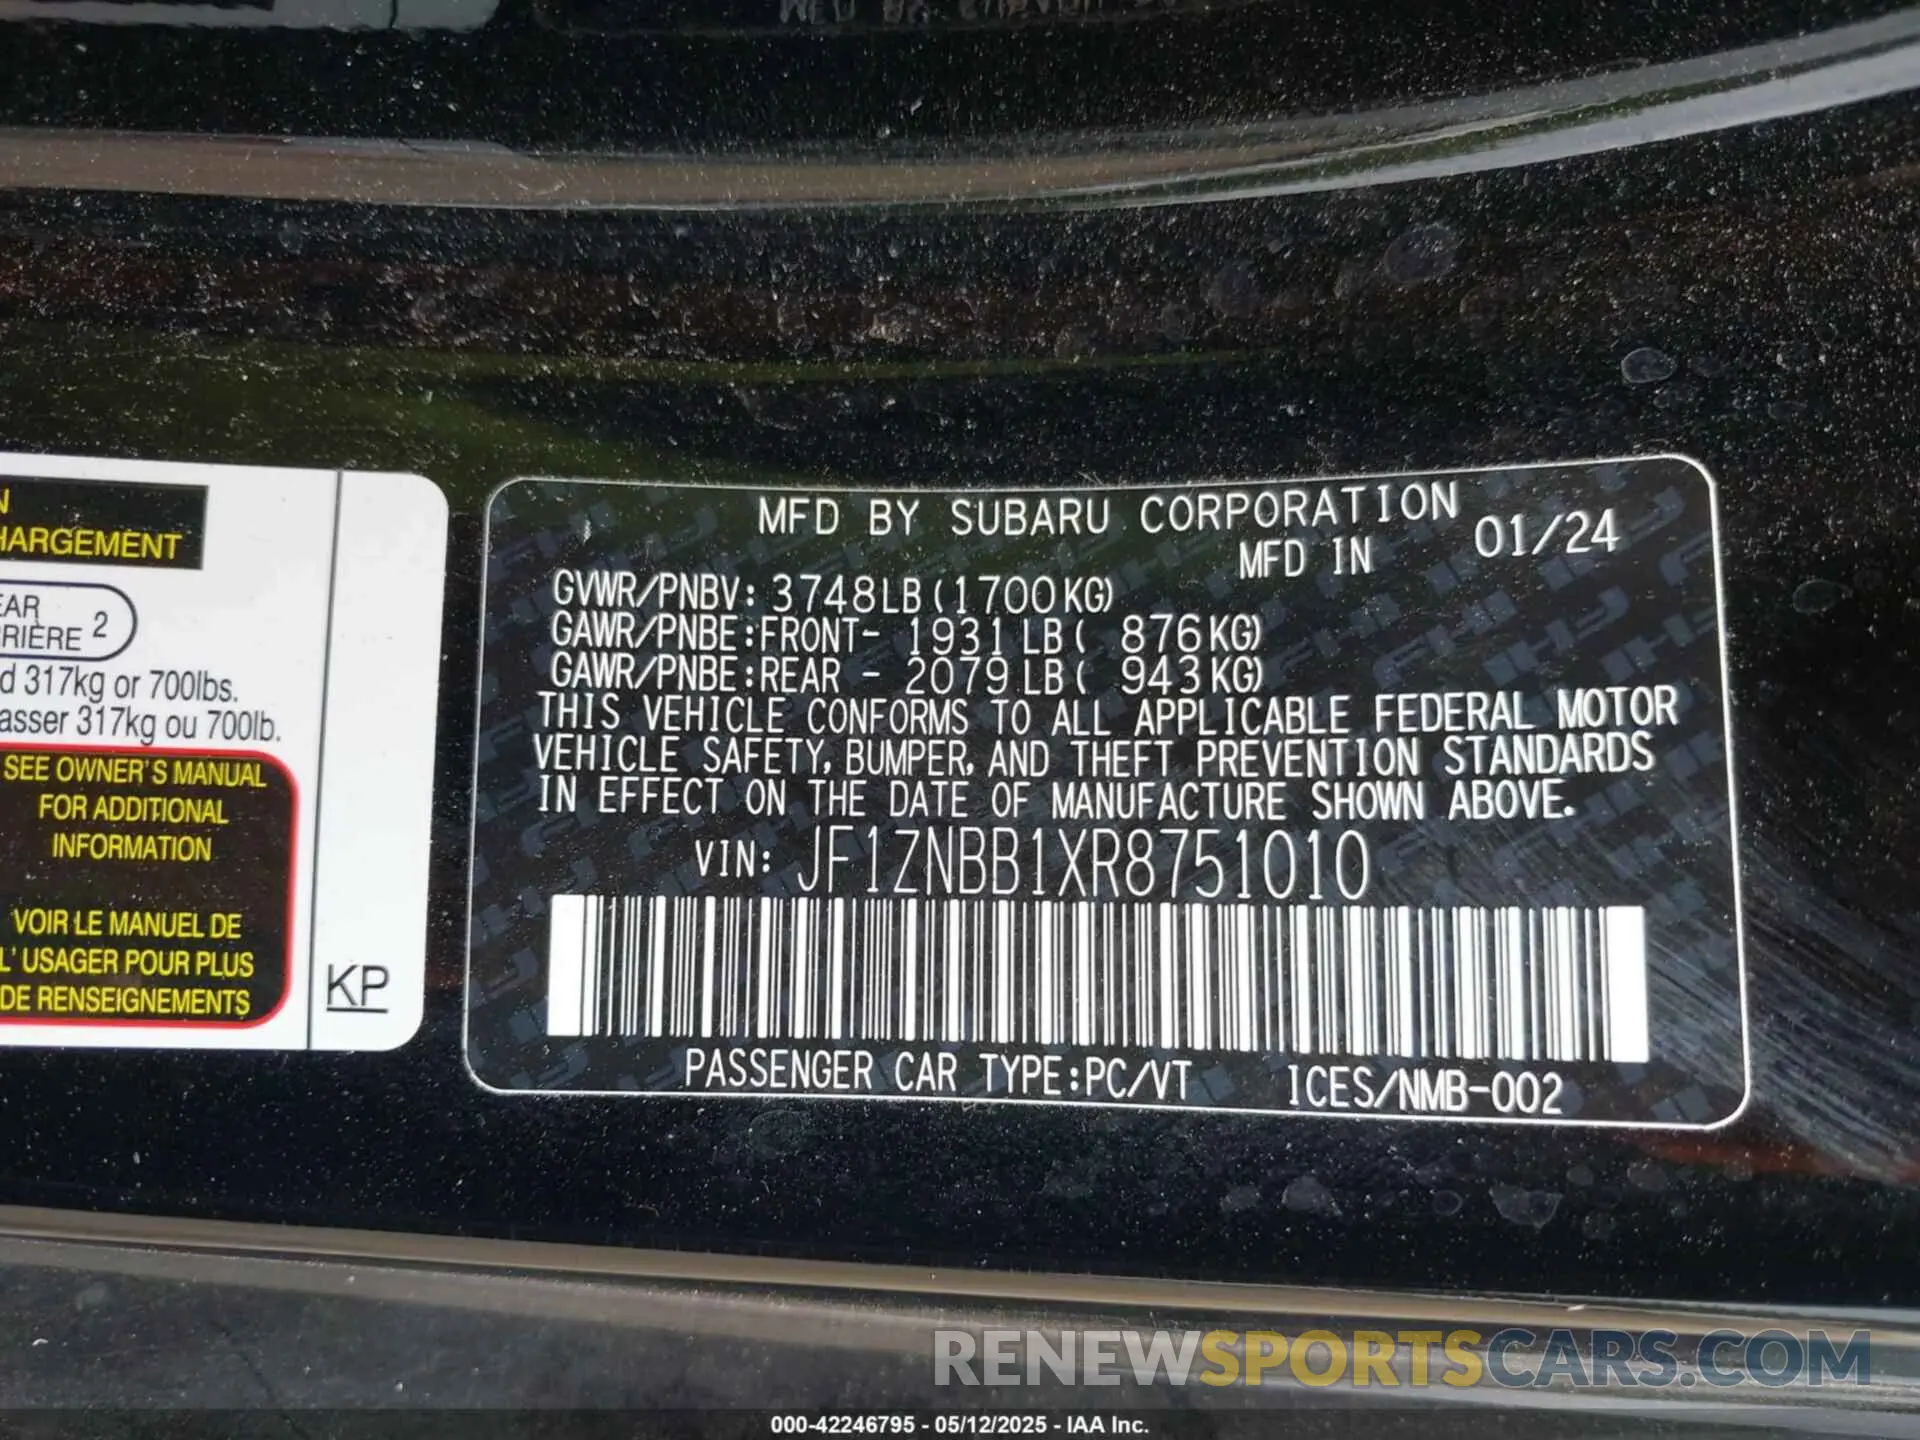 N
HARGEMENT
EAR
RIÈRE 2
d 317kg or 700lbs.
asser 317kg ou 700lb.
SEE OWNER'S MANUAL
FOR ADDITIONAL
INFORMATION
VOIR LE MANUEL DE
L' USAGER POUR PLUS
DE RENSEIGNEMENTS
KP
MFD BY SUBARU CORPORATION
MFD IN 01/24
GVWR/PNBV: 3748LB(1700KG)
GAWR/PNBE:FRONT- 1931LB( 876KG)
GAWR/PNBE:REAR - 2079LB( 943KG)
THIS VEHICLE CONFORMS TO ALL APPLICABLE FEDERAL MOTOR
VEHICLE SAFETY, BUMPER, AND THEFT PREVENTION STANDARDS
IN EFFECT ON THE DATE OF MANUFACTURE SHOWN ABOVE.
VIN: JF1ZNBB1XR8751010
PASSENGER CAR TYPE:PC/VT ICES/NMB-002
RENEWSPORTSCARS.COM
000-42246795 - 05/12/2025 - IAA Inc.